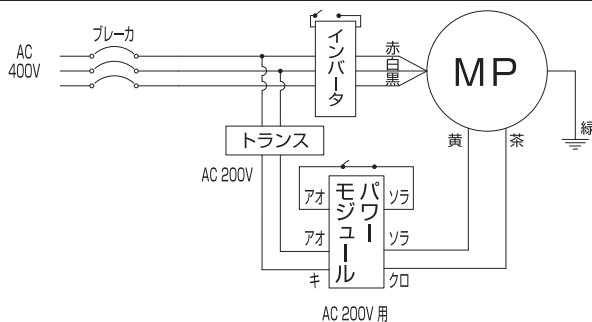 AC
400V
ブレーカ
インバータ
赤
白
黒
MP
緑
黄
茶
トランス
AC 200V
アオ
パワー
モジュール
ソラ
アオ
ソラ
キ
クロ
AC 200V 用